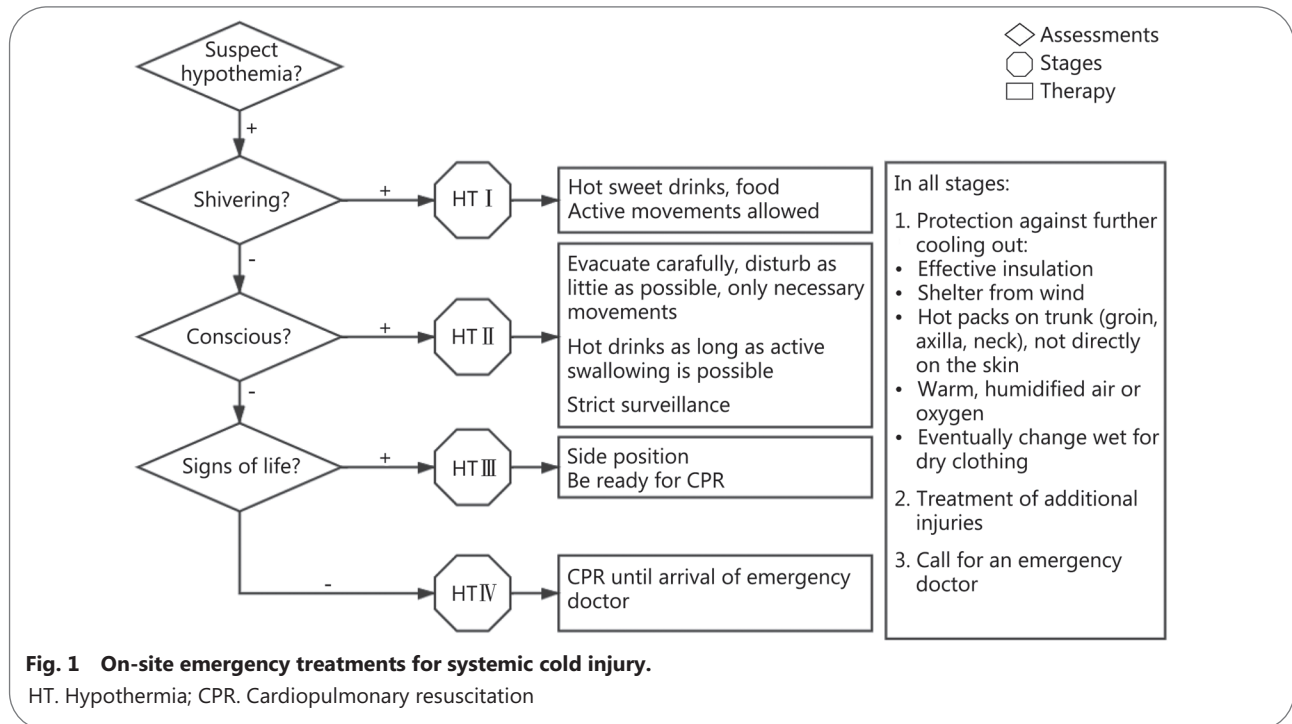 Suspect
hypothemia?
+
Shivering?
+
HT Ⅰ
Hot sweet drinks, food
Active movements allowed
-
Conscious?
+
HT Ⅱ
Evacuate carafully, disturb as
littie as possible, only necessary
movements
Hot drinks as long as active
swallowing is possible
Strict surveillance
-
Signs of life?
+
HT Ⅲ
Side position
Be ready for CPR
-
HT Ⅳ
CPR until arrival of emergency
doctor
Assessments
Stages
Therapy
In all stages:
1. Protection against further
cooling out:
• Effective insulation
• Shelter from wind
• Hot packs on trunk (groin,
axilla, neck), not directly
on the skin
• Warm, humidified air or
oxygen
• Eventually change wet for
dry clothing
2. Treatment of additional
injuries
3. Call for an emergency
doctor
Fig. 1 On-site emergency treatments for systemic cold injury.
HT. Hypothermia; CPR. Cardiopulmonary resuscitation